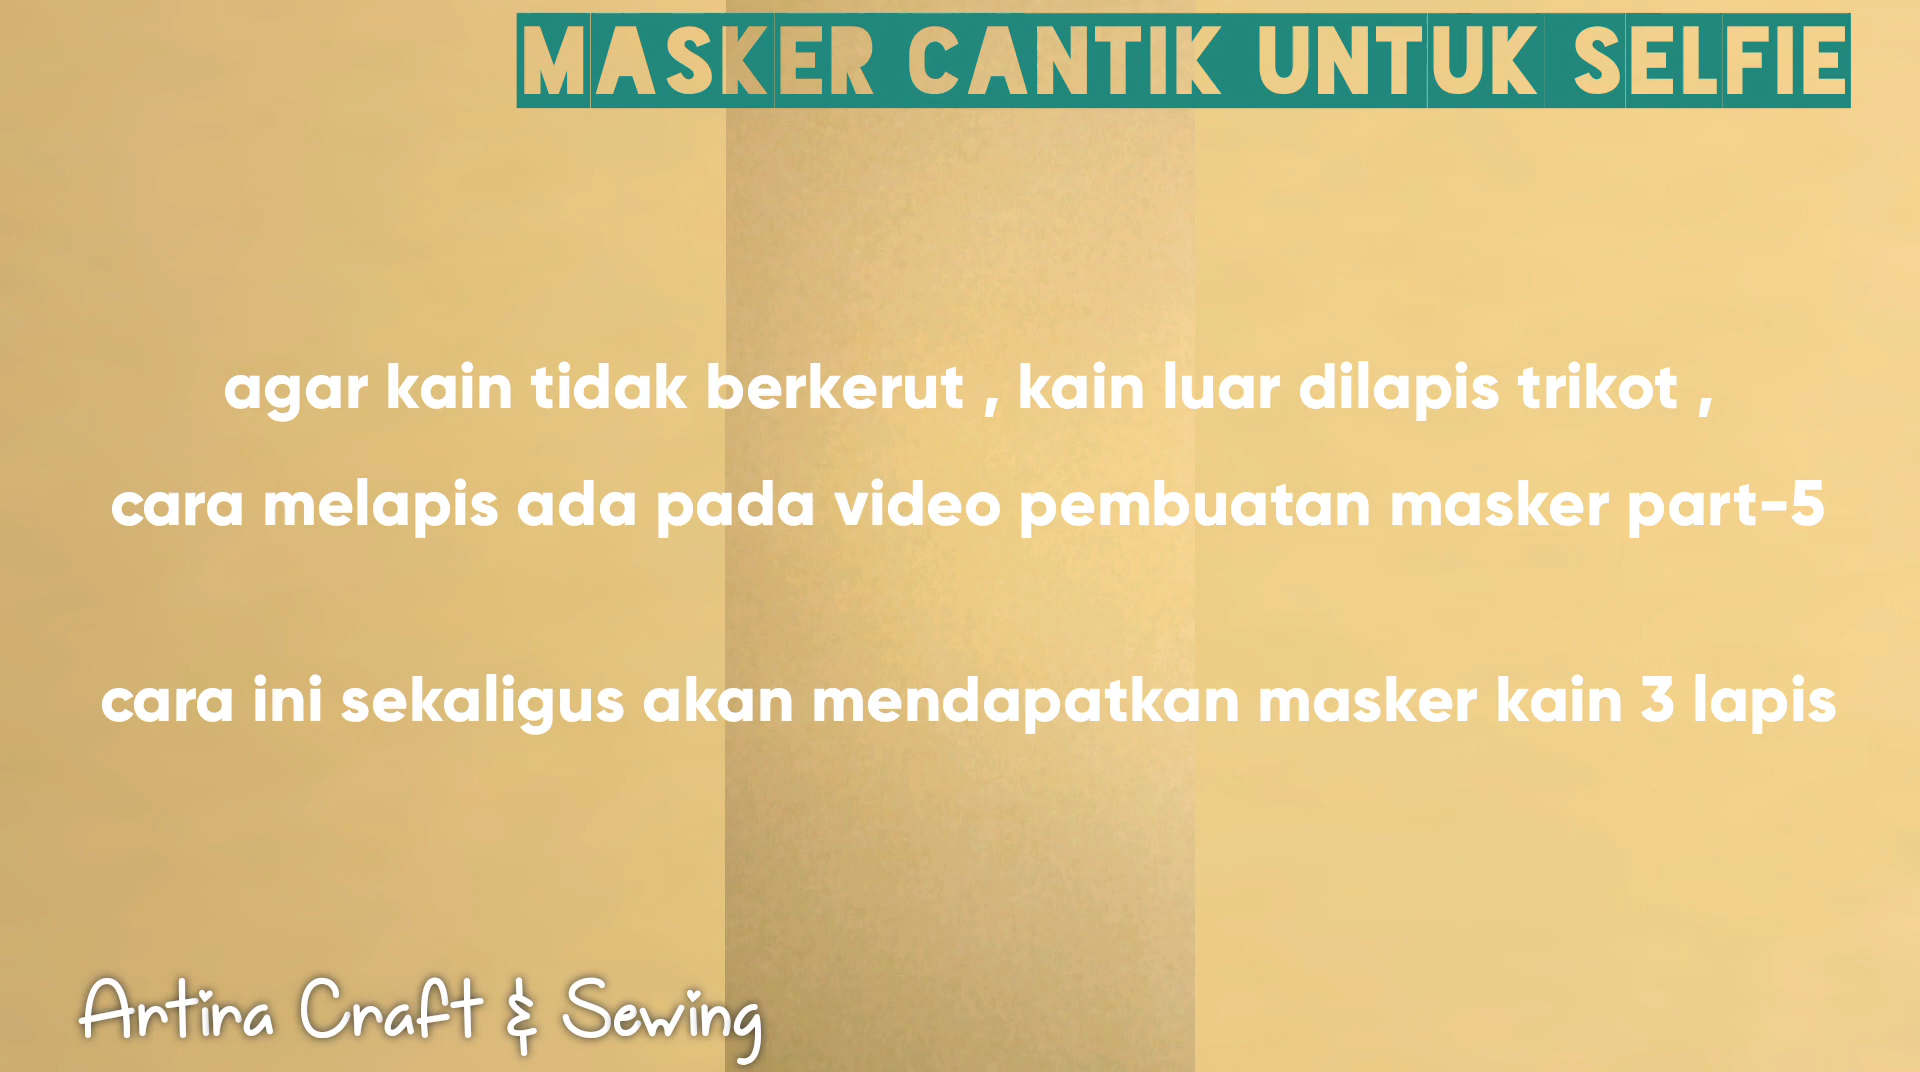 MASKER CANTIK UNTUK SELFIE
agar kain tidak berkerut , kain luar dilapis trikot ,
cara melapis ada pada video pembuatan masker part-5
cara ini sekaligus akan mendapatkan masker kain 3 lapis
Artira Craft & Sewing